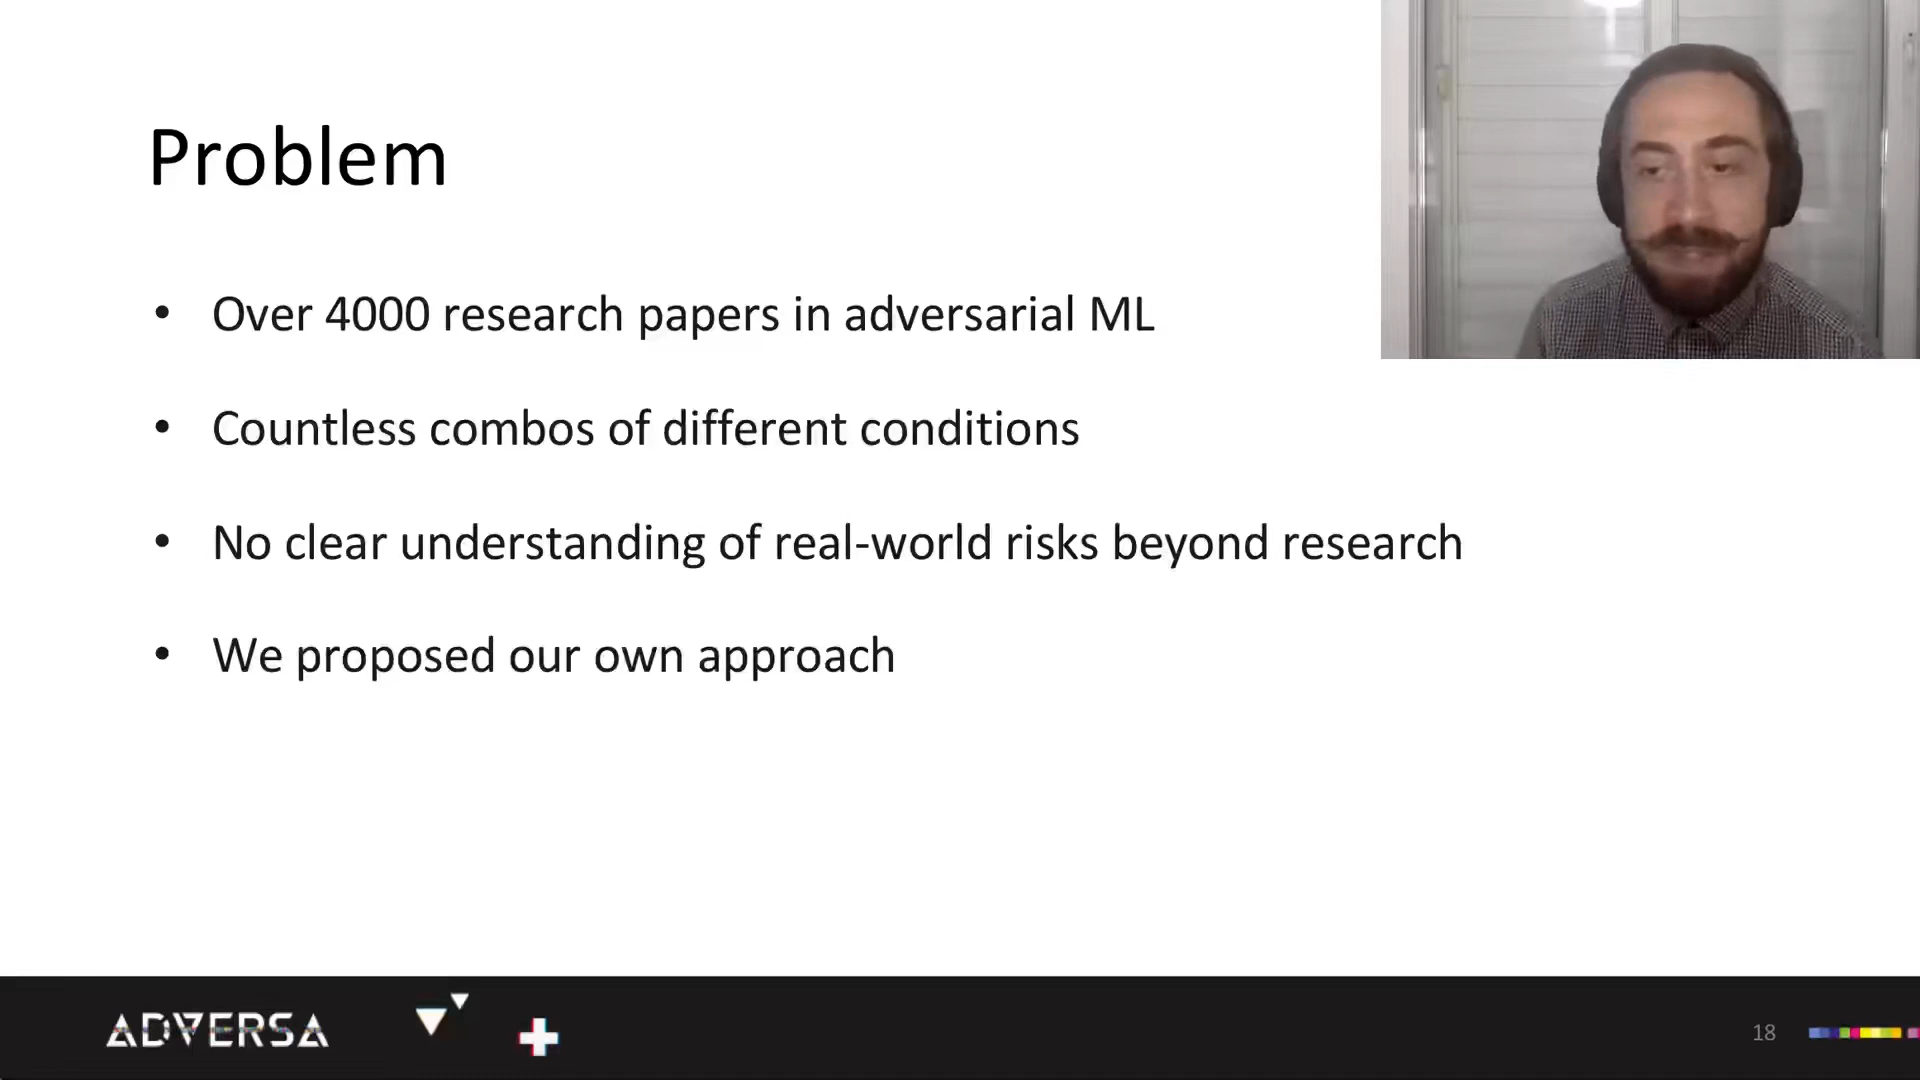 Problem
• Over 4000 research papers in adversarial ML
• Countless combos of different conditions
• No clear understanding of real-world risks beyond research
• We proposed our own approach
ADVERSA
18